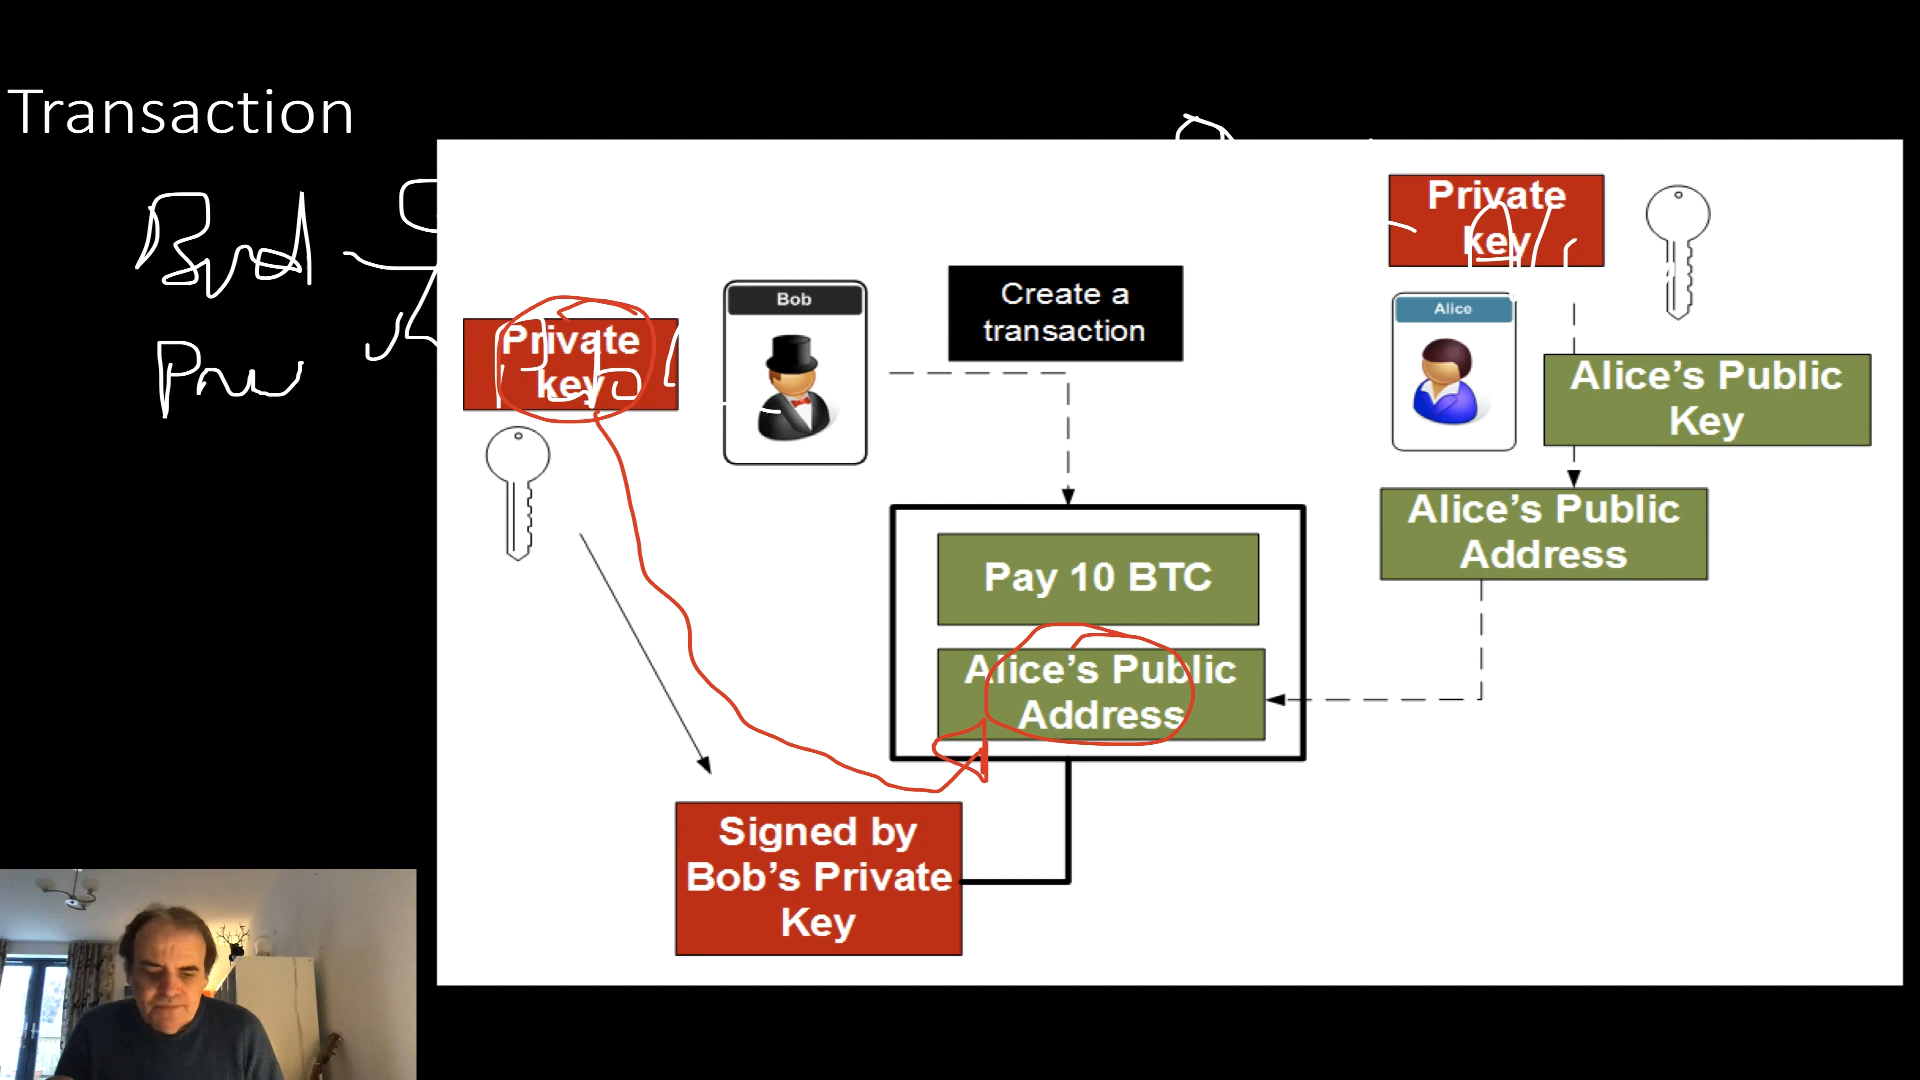 Transaction
Private
key
Bob
Create a
transaction
Private
key
Alice
Alice's Public
Key
Alice's Public
Address
Pay 10 BTC
Alice's Public
Address
Signed by
Bob's Private
Key